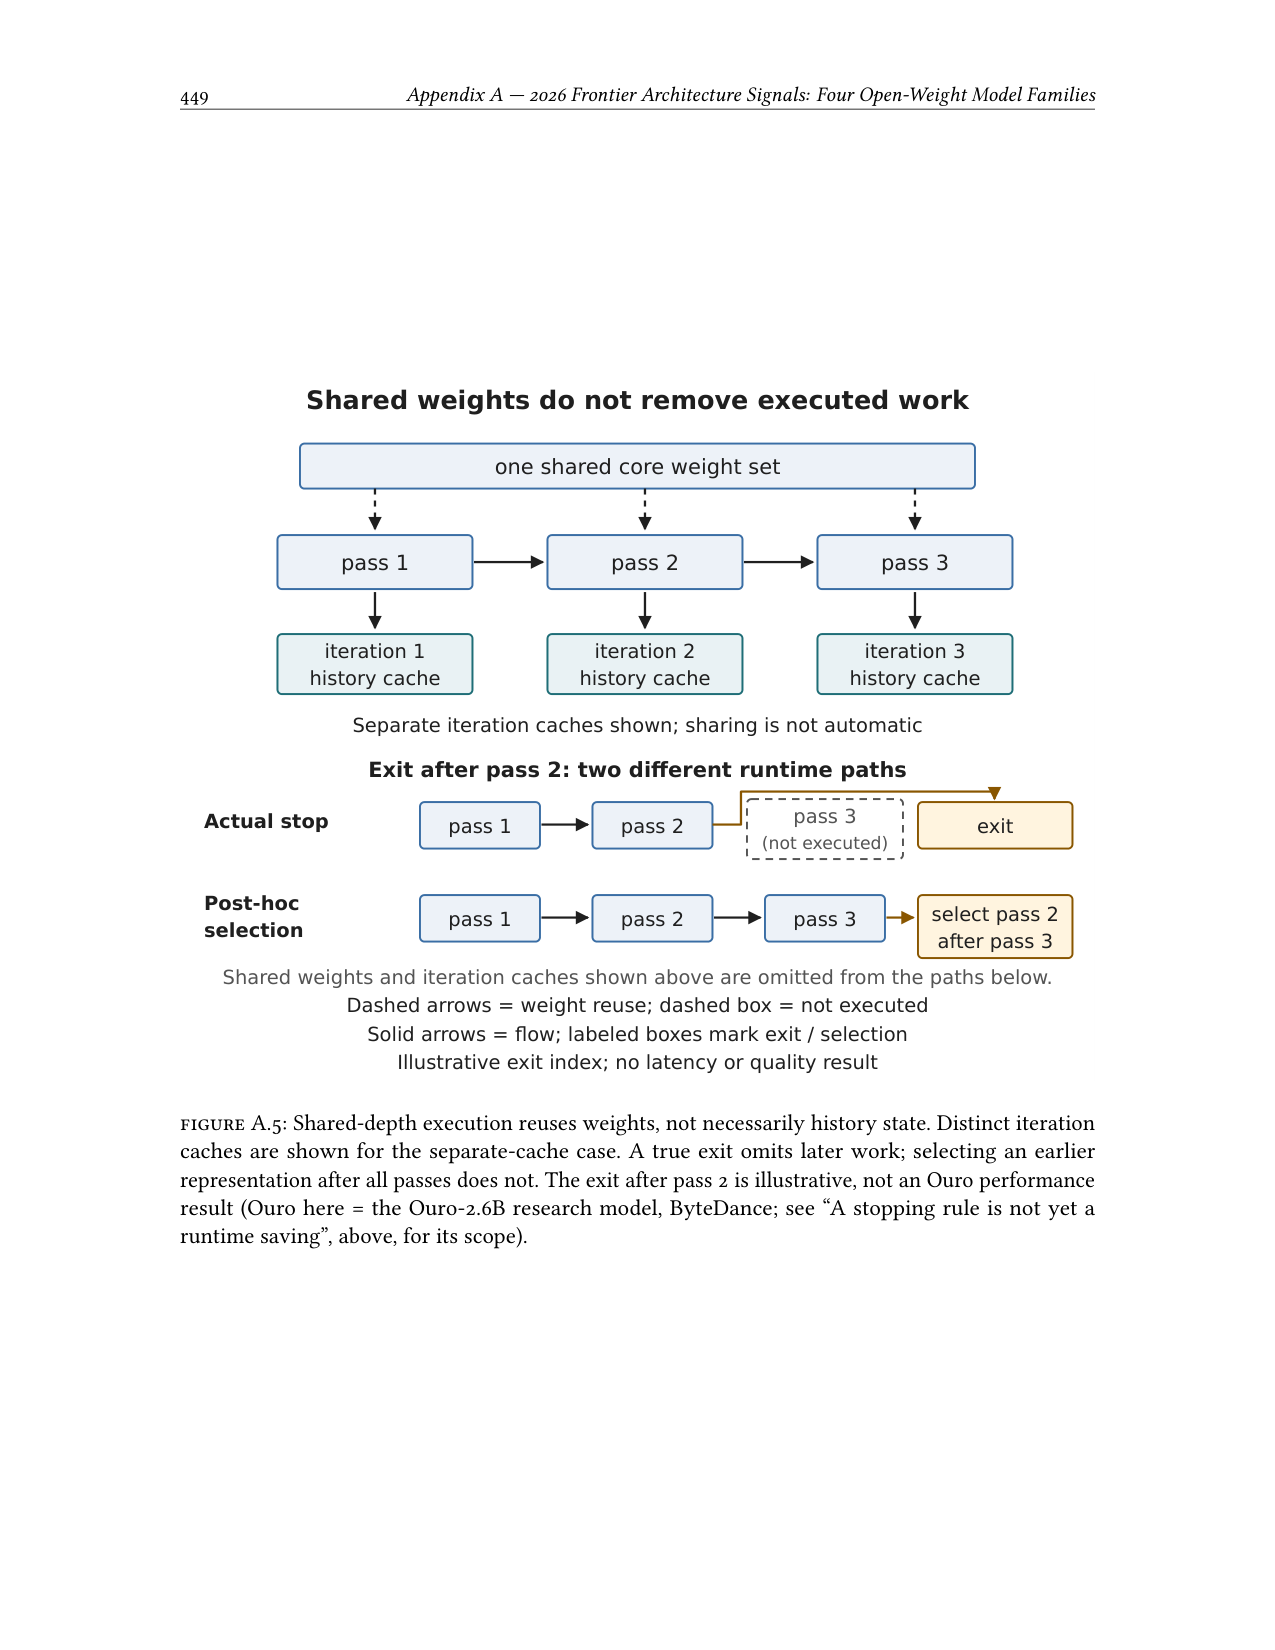 449
Appendix A — 2026 Frontier Architecture Signals: Four Open-Weight Model Families
Shared weights do not remove executed work
one shared core weight set
pass 1
pass 2
pass 3
iteration 1
history cache
iteration 2
history cache
iteration 3
history cache
Separate iteration caches shown; sharing is not automatic
Exit after pass 2: two different runtime paths
Actual stop
pass 1
pass 2
pass 3
(not executed)
exit
Post-hoc
selection
pass 1
pass 2
pass 3
select pass 2
after pass 3
Shared weights and iteration caches shown above are omitted from the paths below.
Dashed arrows = weight reuse; dashed box = not executed
Solid arrows = flow; labeled boxes mark exit / selection
Illustrative exit index; no latency or quality result
FIGURE A.5: Shared-depth execution reuses weights, not necessarily history state. Distinct iteration
caches are shown for the separate-cache case. A true exit omits later work; selecting an earlier
representation after all passes does not. The exit after pass 2 is illustrative, not an Ouro performance
result (Ouro here = the Ouro-2.6B research model, ByteDance; see “A stopping rule is not yet a
runtime saving”, above, for its scope).